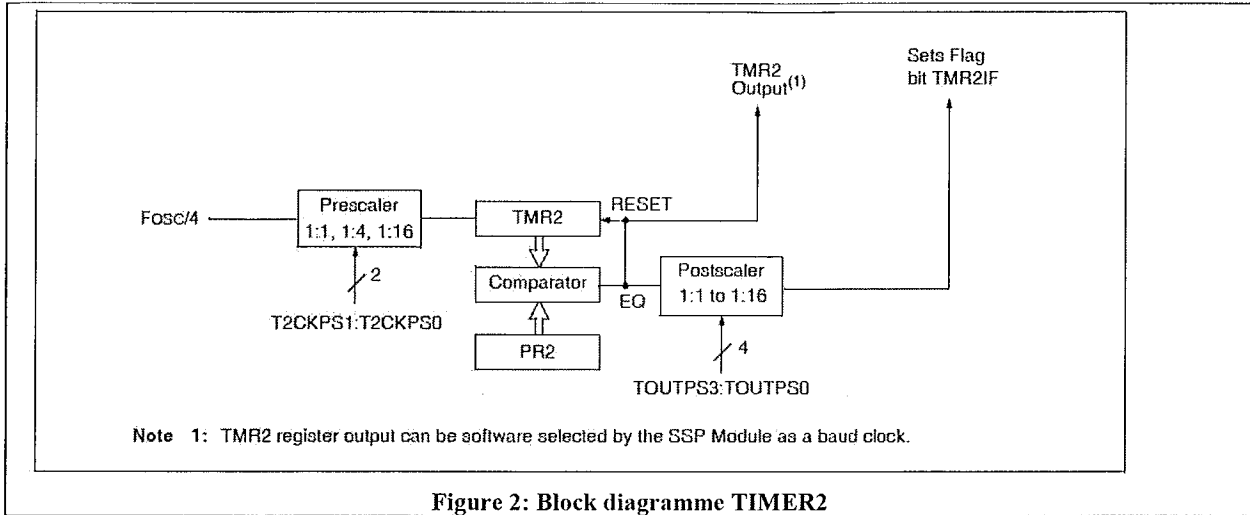 TMR2
Output(1)
Sets Flag
bit TMR2IF
Fosc/4
Prescaler
1:1, 1:4, 1:16
2
T2CKPS1:T2CKPS0
TMR2
RESET
Comparator
EQ
PR2
Postscaler
1:1 to 1:16
4
TOUTPS3:TOUTPS0
Note 1: TMR2 register output can be software selected by the SSP Module as a baud clock.
Figure 2: Block diagramme TIMER2